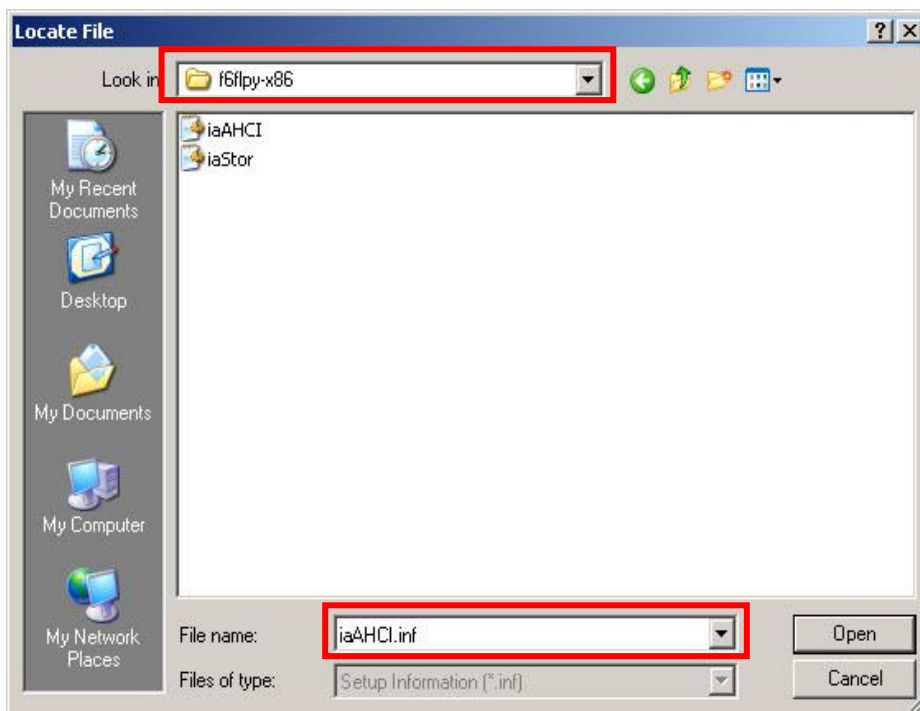 Locate File
Look in
f6flpy-x86
iaAHCI
iaStor
My Recent
Documents
Desktop
My Documents
My Computer
My Network
Places
File name:
iaAHCI.inf
Open
Files of type:
Setup Information (*.inf)
Cancel